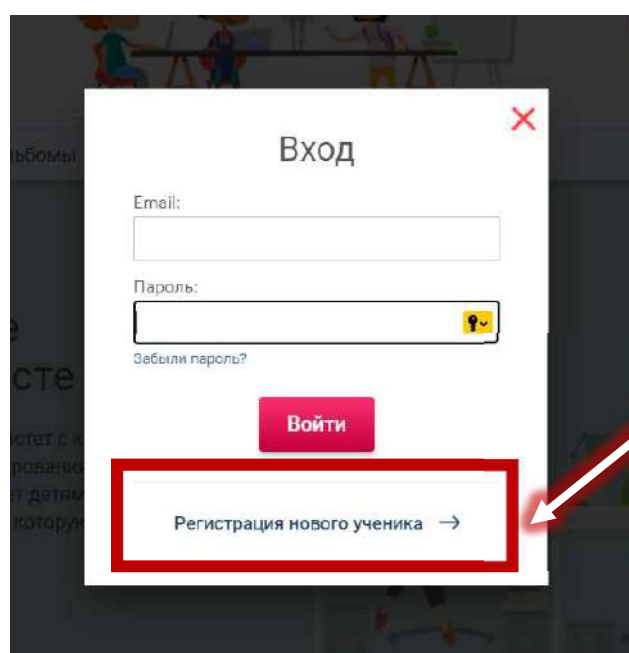 Вход
Email:
Пароль:
Забыли пароль?
Войти
Регистрация нового ученика →